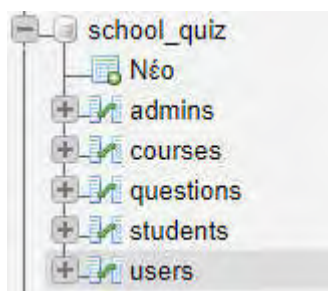 school_quiz
Νέο
admins
courses
questions
students
users